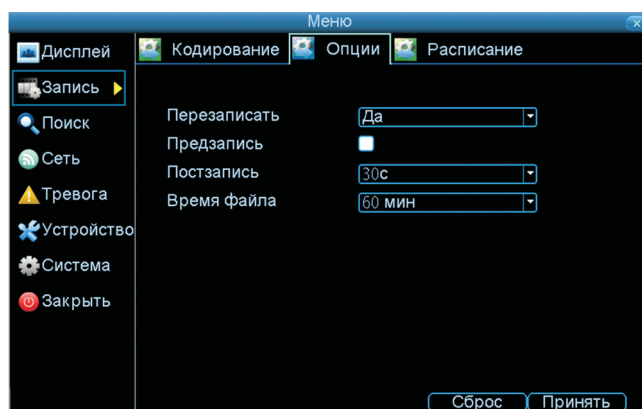 Меню
Дисплей
Запись
Поиск
Сеть
Тревога
Устройство
Система
Закрыть
Кодирование Опции Расписание
Перезаписать Да
Предзапись
Постзапись 30с
Время файла 60 мин
Сброс Принять